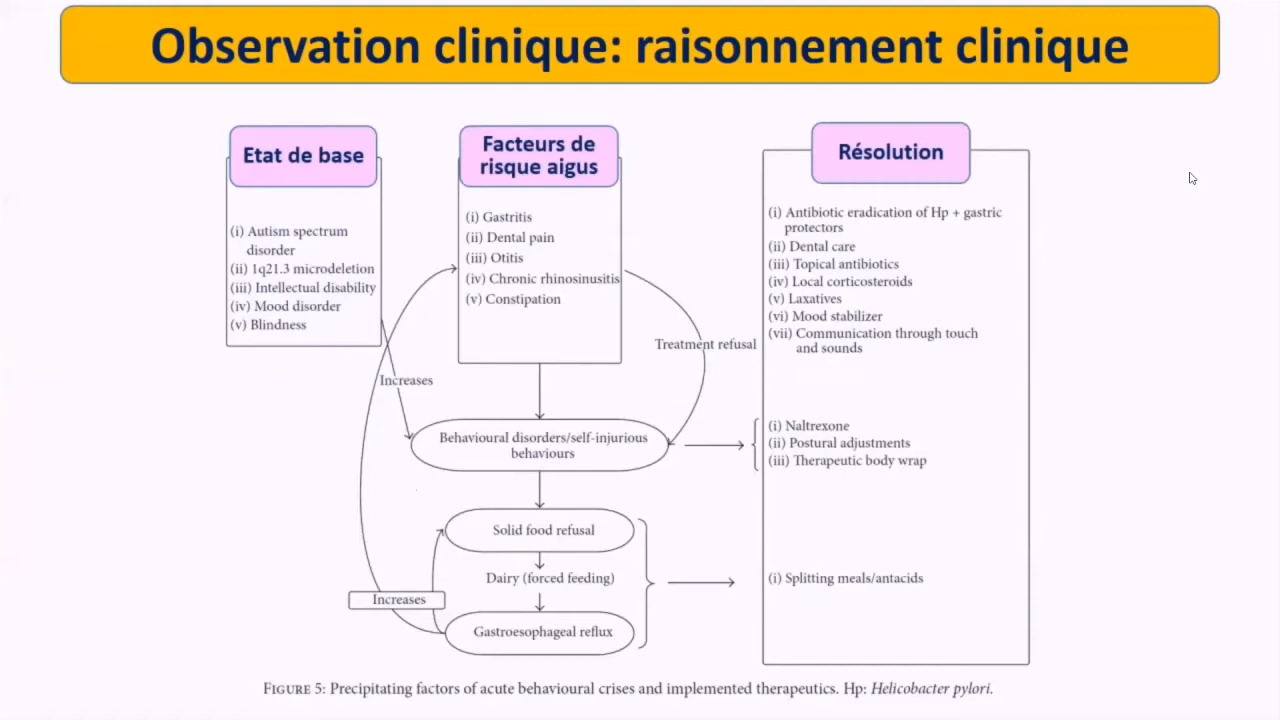 Observation clinique: raisonnement clinique
Etat de base
(i) Autism spectrum
disorder
(ii) 1q21.3 microdeletion
(iii) Intellectual disability
(iv) Mood disorder
(v) Blindness
Facteurs de
risque aigus
(i) Gastritis
(ii) Dental pain
(iii) Otitis
(iv) Chronic rhinosinusitis
(v) Constipation
Résolution
(i) Antibiotic eradication of Hp + gastric
protectors
(ii) Dental care
(iii) Topical antibiotics
(iv) Local corticosteroids
(v) Laxatives
(vi) Mood stabilizer
(vii) Communication through touch
and sounds
Treatment refusal
Increases
Behavioural disorders/self-injurious
behaviours
(i) Naltrexone
(ii) Postural adjustments
(iii) Therapeutic body wrap
Solid food refusal
Dairy (forced feeding)
(i) Splitting meals/antacids
Increases
Gastroesophageal reflux
FIGURE 5: Precipitating factors of acute behavioural crises and implemented therapeutics. Hp: Helicobacter pylori.